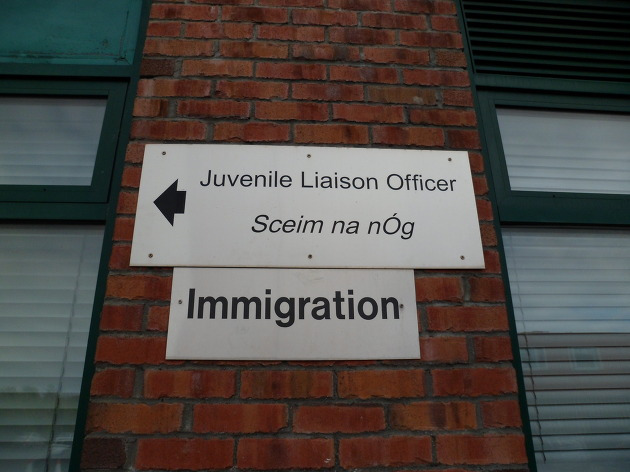 Juvenile Liaison Officer
Sceim na nÓg
Immigration